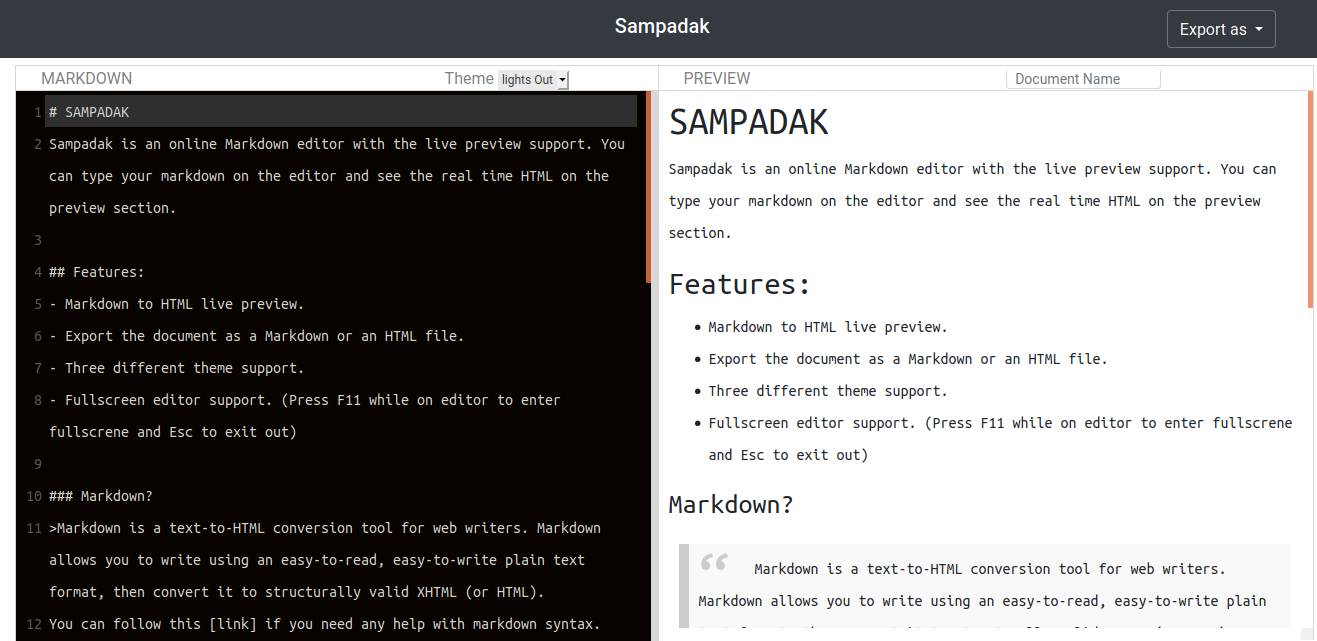 Sampadak
Export as
MARKDOWN
Theme lights Out
1 # SAMPADAK
2 Sampadak is an online Markdown editor with the live preview support. You
can type your markdown on the editor and see the real time HTML on the
preview section.
3
4 ## Features:
5 - Markdown to HTML live preview.
6 - Export the document as a Markdown or an HTML file.
7 - Three different theme support.
8 - Fullscreen editor support. (Press F11 while on editor to enter
fullscrene and Esc to exit out)
9
10 ### Markdown?
11 >Markdown is a text-to-HTML conversion tool for web writers. Markdown
allows you to write using an easy-to-read, easy-to-write plain text
format, then convert it to structurally valid XHTML (or HTML).
12 You can follow this [link] if you need any help with markdown syntax.
PREVIEW
Document Name
SAMPADAK
Sampadak is an online Markdown editor with the live preview support. You can
type your markdown on the editor and see the real time HTML on the preview
section.
Features:
• Markdown to HTML live preview.
• Export the document as a Markdown or an HTML file.
• Three different theme support.
• Fullscreen editor support. (Press F11 while on editor to enter fullscrene
and Esc to exit out)
Markdown?
“ Markdown is a text-to-HTML conversion tool for web writers.
Markdown allows you to write using an easy-to-read, easy-to-write plain